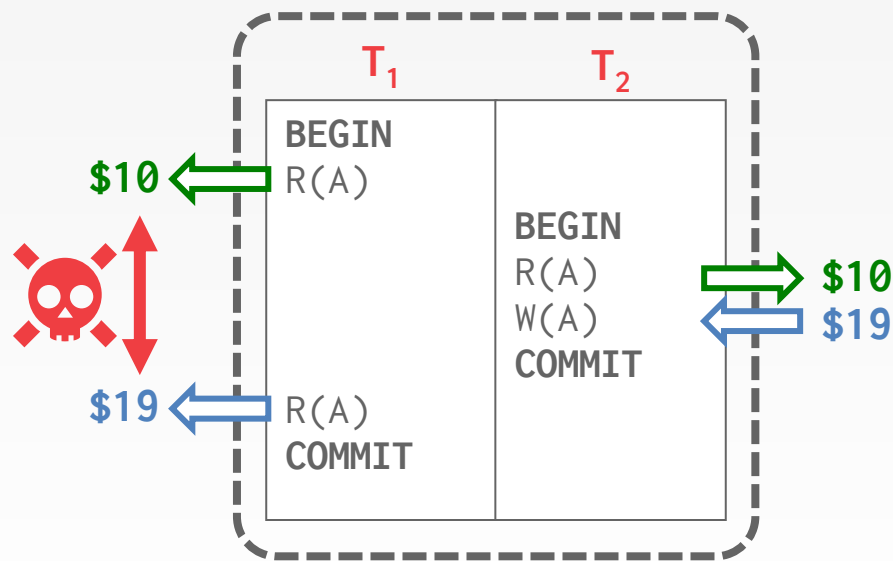 T1 T2
BEGIN
$10 R(A)
BEGIN
R(A) $10
W(A) $19
COMMIT
$19 R(A)
COMMIT